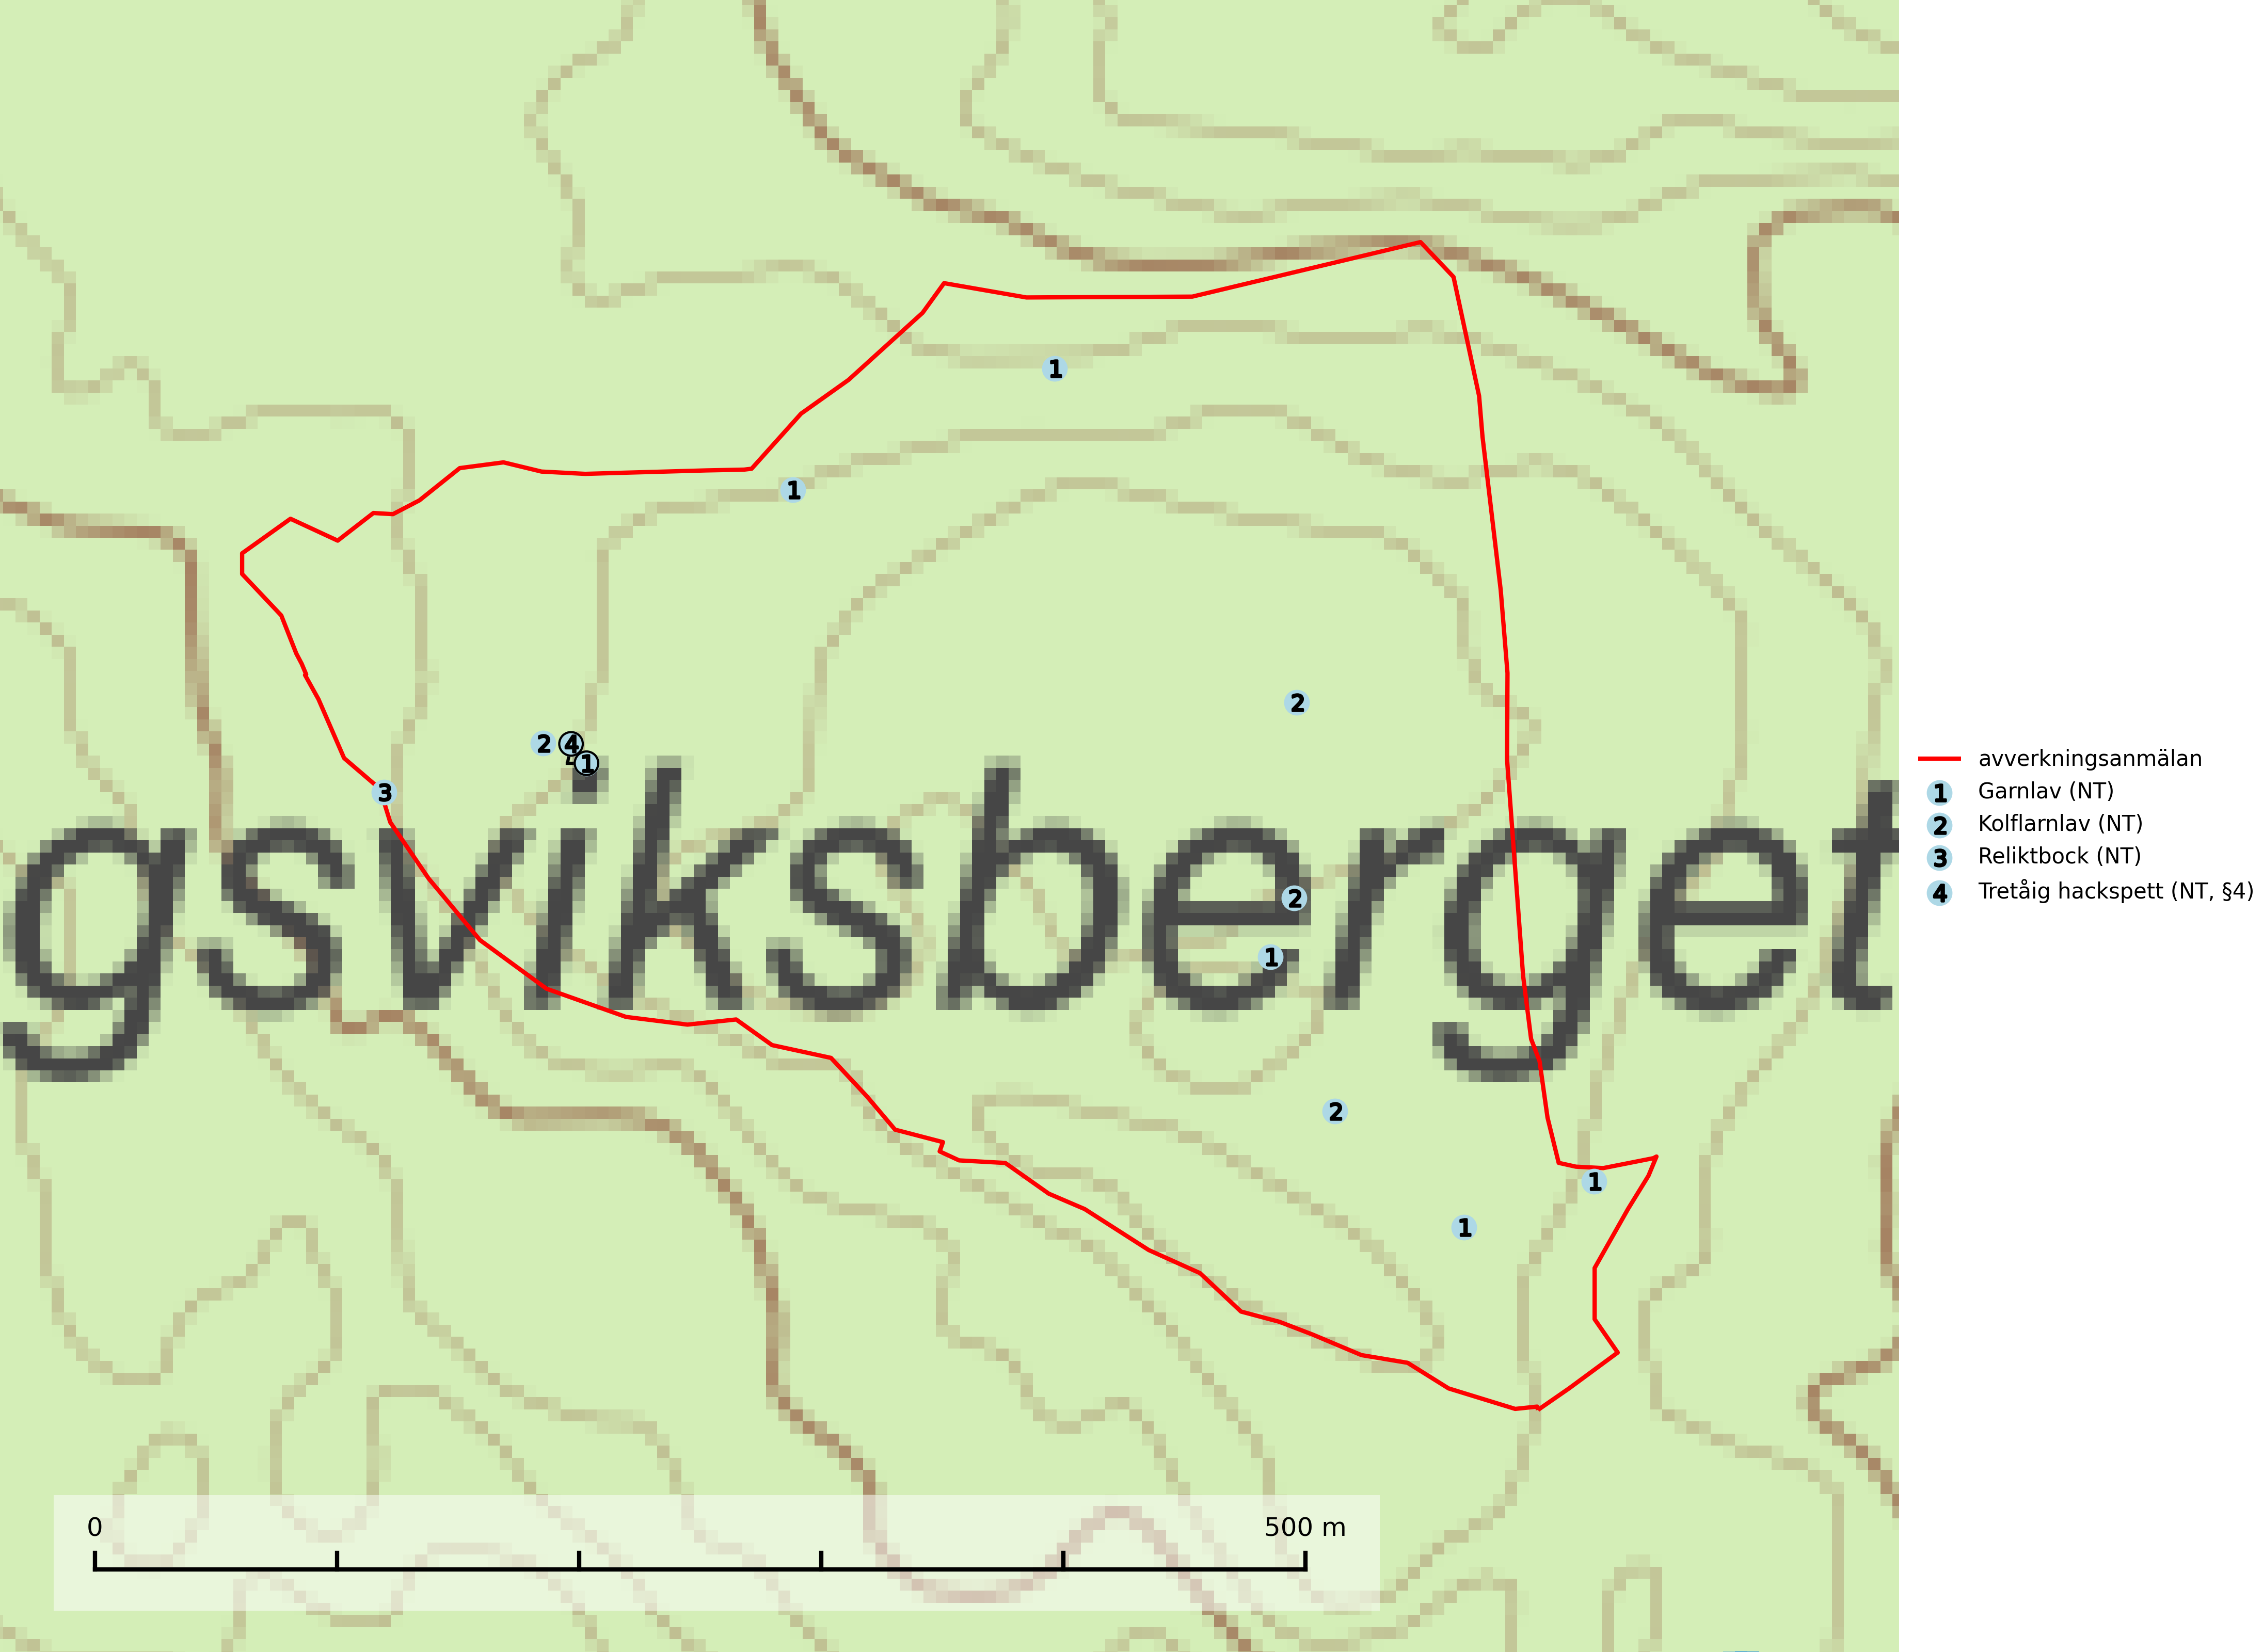 1
1
2
2 4
1
3
gsviksberget
2
1
2
1
1
0 500 m
avverkningsanmälan
1 Garnlav (NT)
2 Kolflarnlav (NT)
3 Reliktbock (NT)
4 Tretåig hackspett (NT, §4)